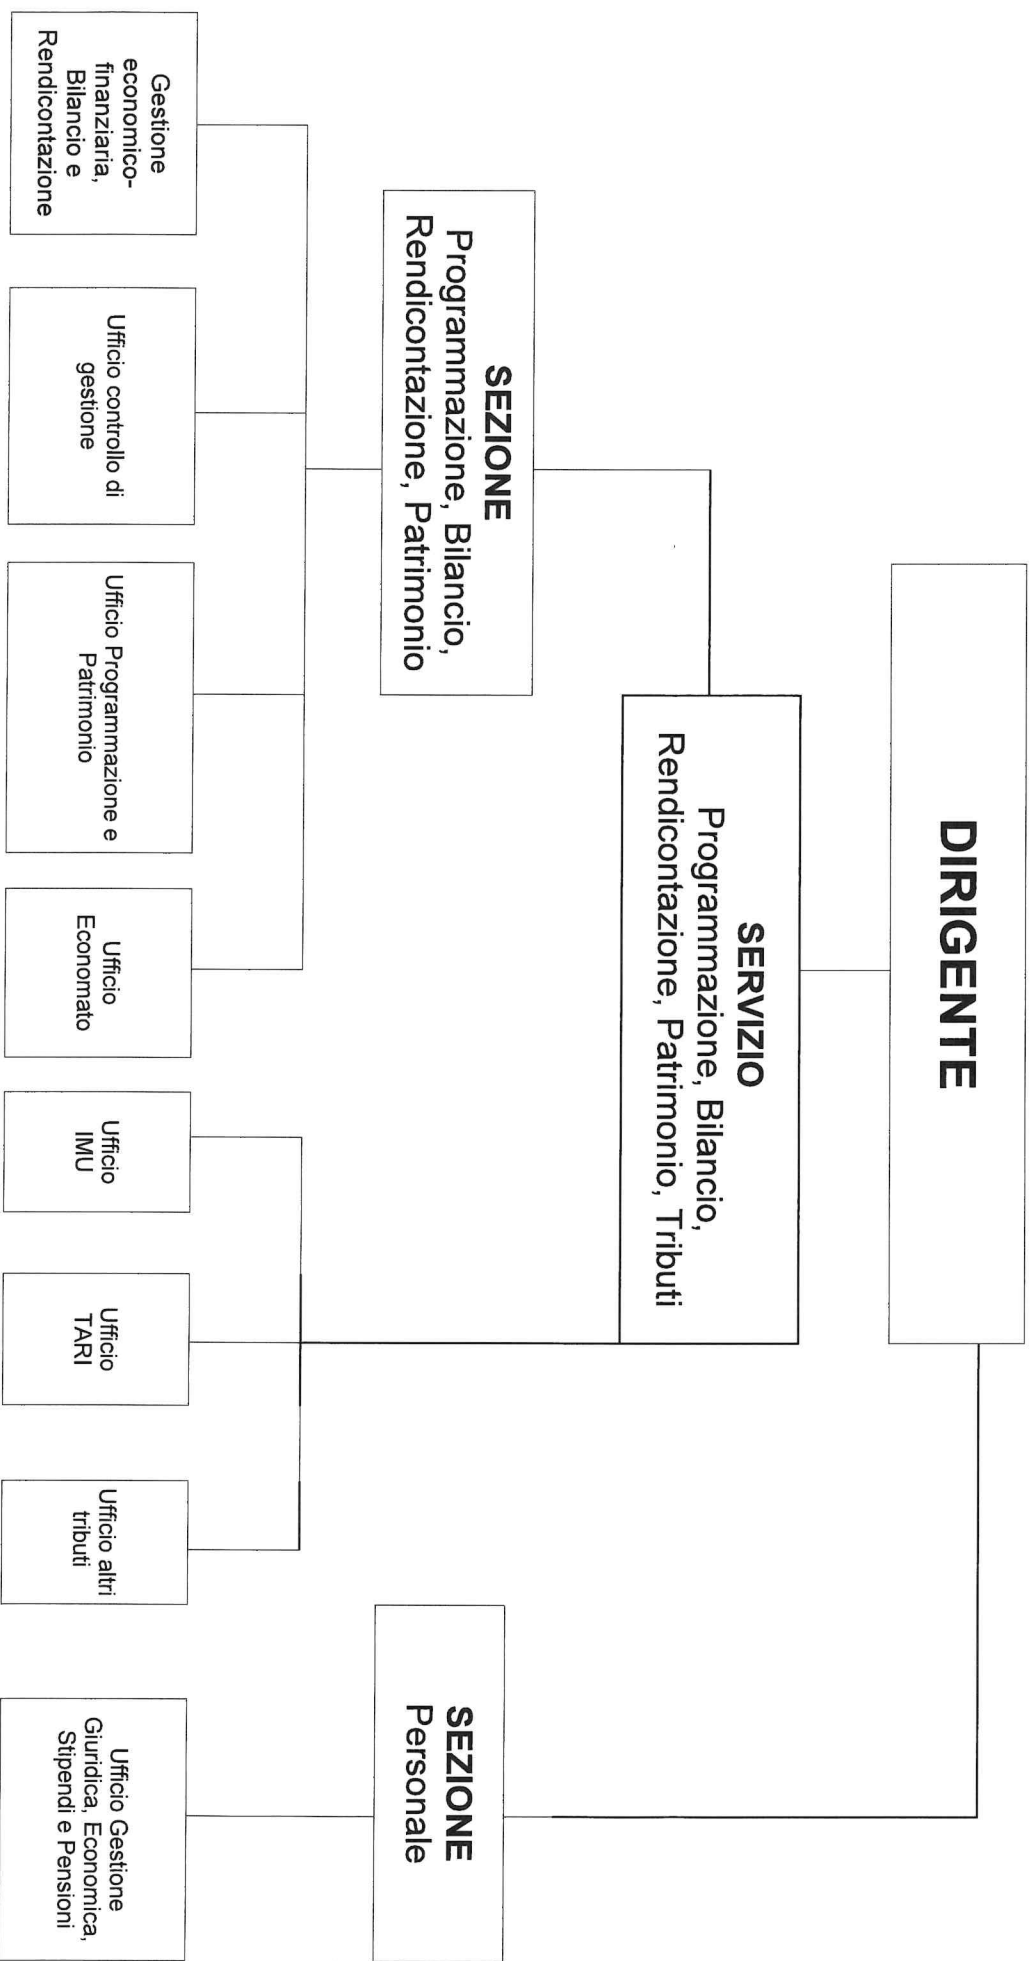 DIRIGENTE
SERVIZIO
Programmazione, Bilancio,
Rendicontazione, Patrimonio, Tributi
SEZIONE
Programmazione, Bilancio,
Rendicontazione, Patrimonio
SEZIONE
Personale
Gestione
economico-
finanziaria,
Bilancio e
Rendicontazione
Ufficio controllo di
gestione
Ufficio Programmazione e
Patrimonio
Ufficio
Economato
Ufficio
IMU
Ufficio
TARI
Ufficio altri
tributi
Ufficio Gestione
Giuridica, Economica,
Stipendi e Pensioni